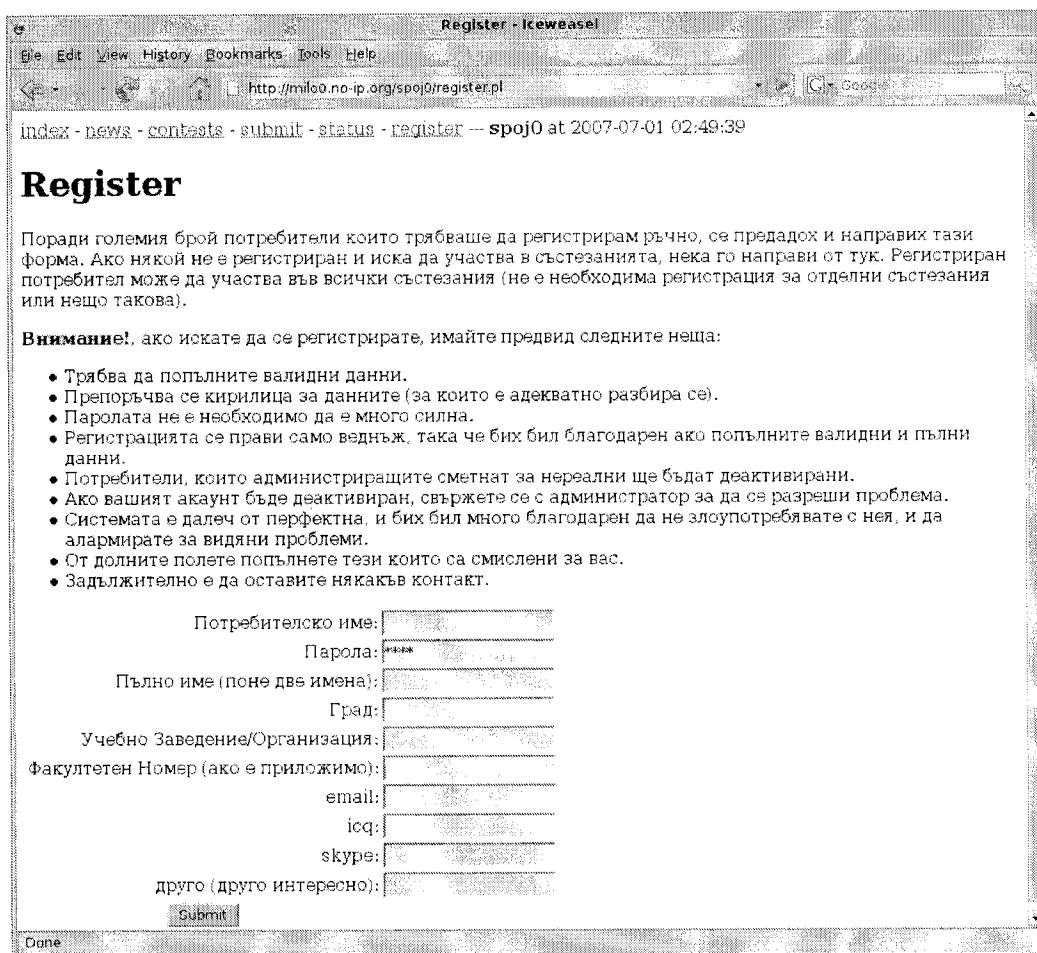 Register - Iceweasel
File Edit View History Bookmarks Tools Help
http://milo0.no-ip.org/spoj0/register.pl
Google
index - news - contests - submit - status - register --- spoj0 at 2007-07-01 02:49:39
Register
Поради големия брой потребители които трябваше да регистрирам ръчно, се предадох и направих тази
форма. Ако някой не е регистриран и иска да участва в състезанията, нека го направи от тук. Регистриран
потребител може да участва във всички състезания (не е необходима регистрация за отделни състезания
или нещо такова).
Внимание!, ако искате да се регистрирате, имайте предвид следните неща:
• Трябва да попълните валидни данни.
• Препоръчва се кирилица за данните (за които е адекватно разбира се).
• Паролата не е необходимо да е много силна.
• Регистрацията се прави само веднъж, така че бих бил благодарен ако попълните валидни и пълни
данни.
• Потребители, които администриращите сметнат за нереални ще бъдат деактивирани.
• Ако вашият акаунт бъде деактивиран, свържете се с администратор за да се разреши проблема.
• Системата е далеч от перфектна, и бих бил много благодарен да не злоупотребявате с нея, и да
алармирате за видяни проблеми.
• От долните полете попълнете тези които са смислени за вас.
• Задължително е да оставите някакъв контакт.
Потребителско име:
Парола: ****
Пълно име (поне две имена):
Град:
Учебно Заведение/Организация:
Факултетен Номер (ако е приложимо):
email:
icq:
skype:
друго (друго интересно):
Submit
Done